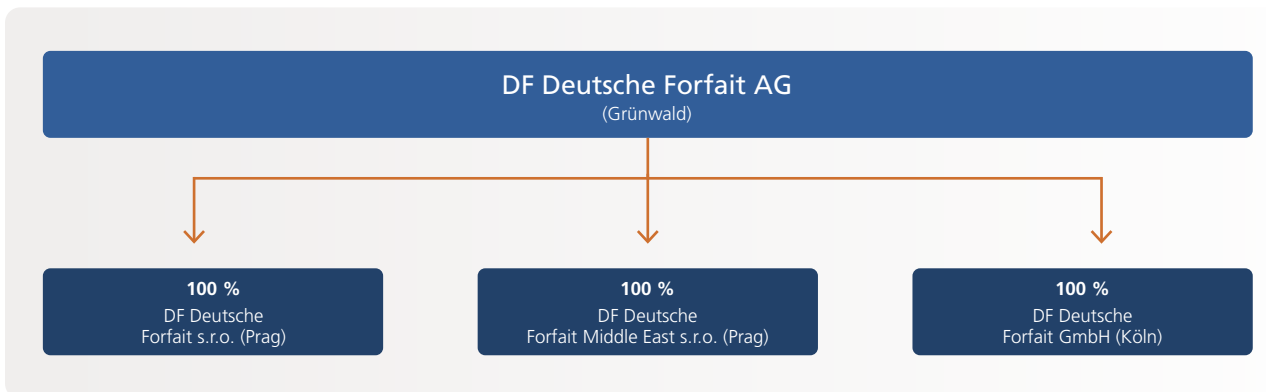 DF Deutsche Forfait AG
(Grünwald)
100 %
DF Deutsche
Forfait s.r.o. (Prag)
100 %
DF Deutsche
Forfait Middle East s.r.o. (Prag)
100 %
DF Deutsche
Forfait GmbH (Köln)